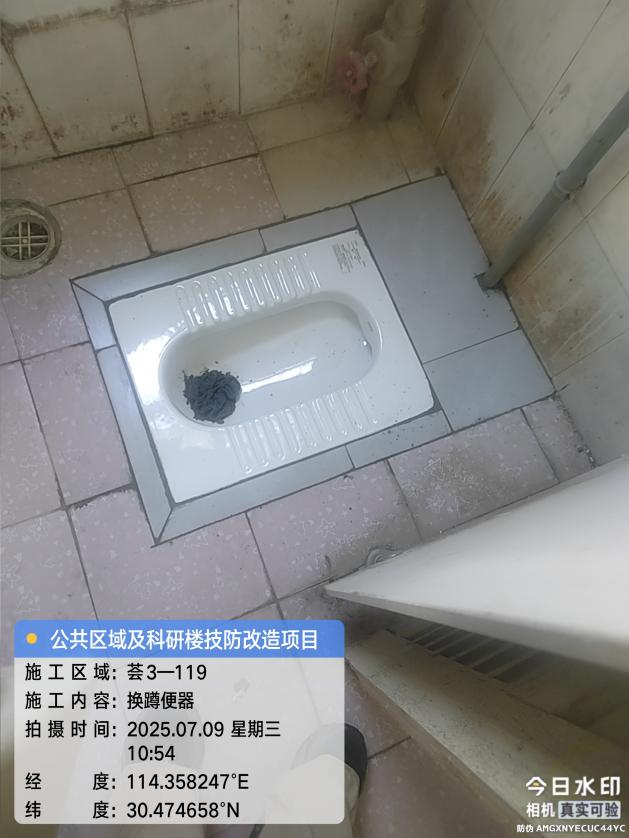 公共区域及科研楼技防改造项目
施工区域：荟3—119
施工内容：换蹲便器
拍摄时间：2025.07.09 星期三
10:54
经度：114.358247°E
纬度：30.474658°N
今日水印
相机 真实可验
防伪 AMGXNYECUC44YC